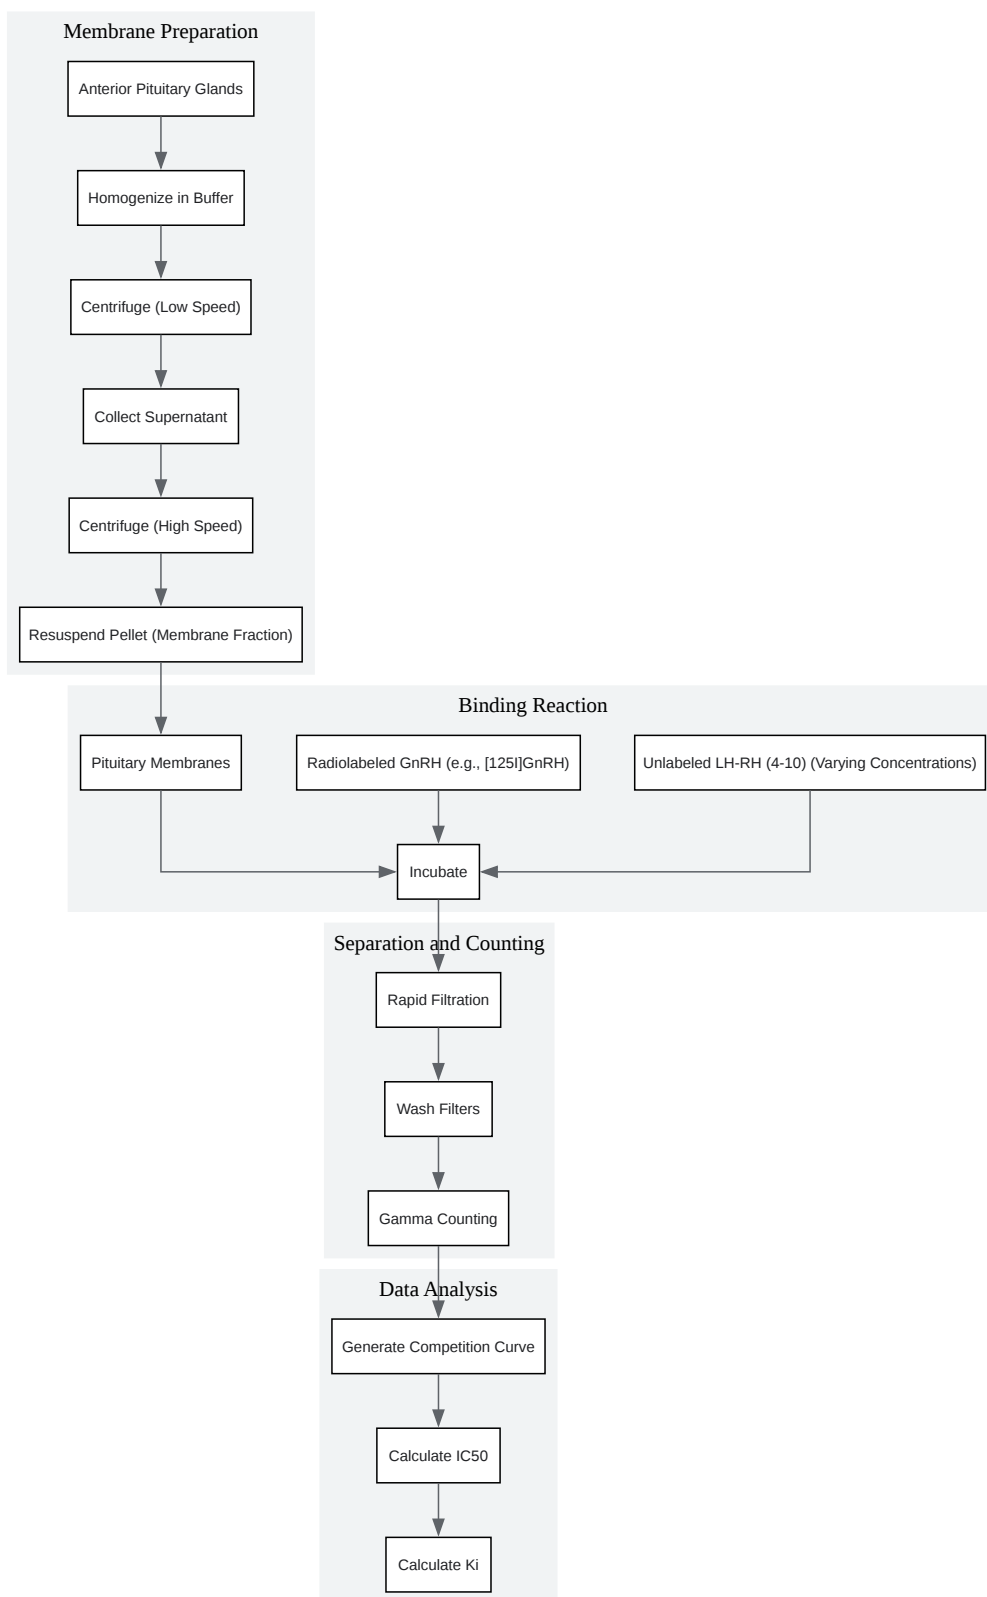 Membrane Preparation
Anterior Pituitary Glands
Homogenize in Buffer
Centrifuge (Low Speed)
Collect Supernatant
Centrifuge (High Speed)
Resuspend Pellet (Membrane Fraction)
Binding Reaction
Pituitary Membranes
Radiolabeled GnRH (e.g., [125I]GnRH)
Unlabeled LH-RH (4-10) (Varying Concentrations)
Incubate
Separation and Counting
Rapid Filtration
Wash Filters
Gamma Counting
Data Analysis
Generate Competition Curve
Calculate IC50
Calculate Ki